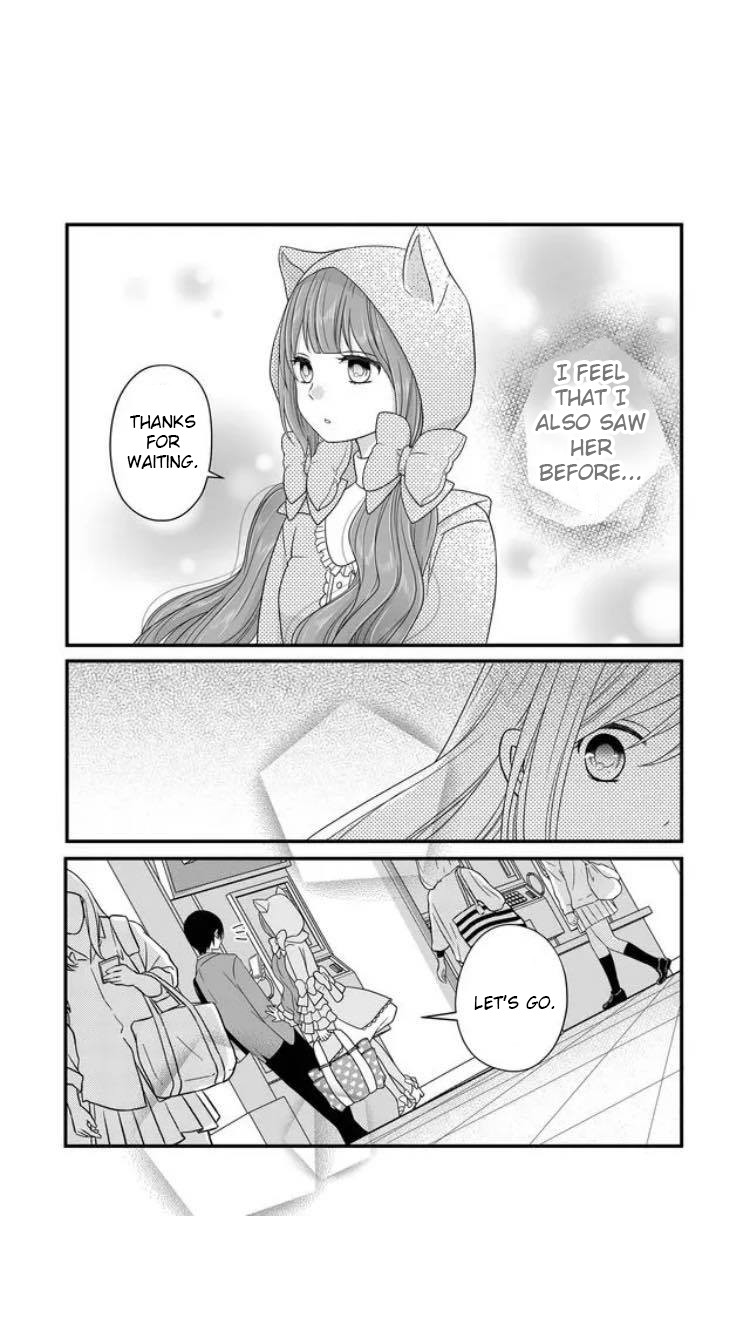 I FEEL
THAT I
ALSO SAW
HER
BEFORE...
THANKS
FOR
WAITING.
LET'S GO.